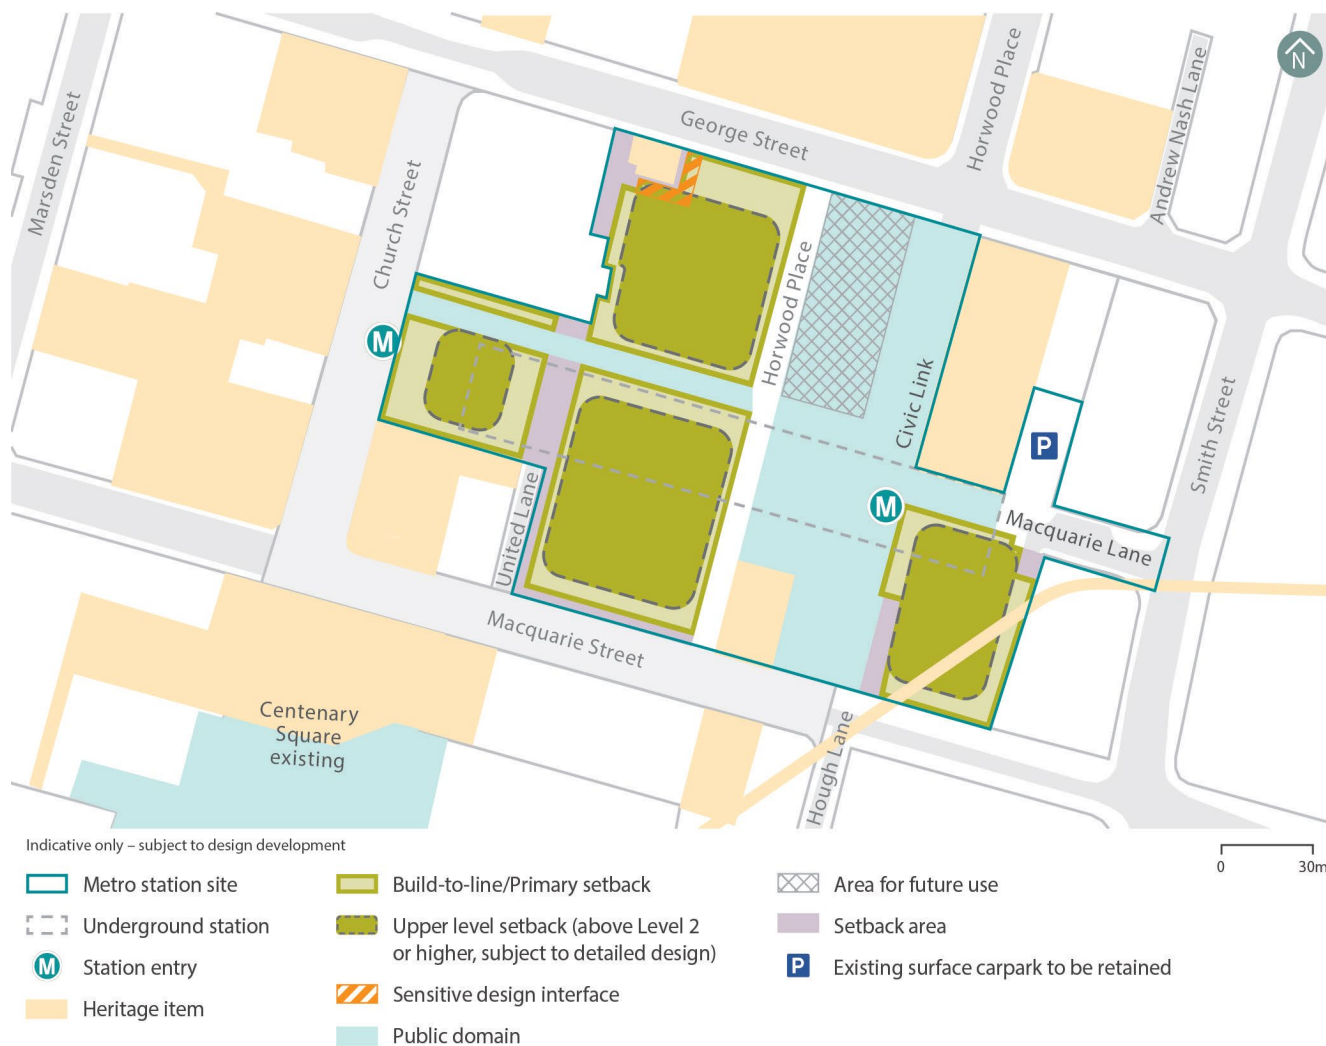 N
Marsden Street
Church Street
George Street
Horwood Place
Andrew Nash Lane
Horwood Place
Civic Link
M
M
P
Smith Street
Macquarie Lane
United Lane
Macquarie Street
Hough Lane
Centenary
Square
existing
Indicative only – subject to design development
0 30m
Metro station site
Underground station
M Station entry
Heritage item
Build-to-line/Primary setback
Upper level setback (above Level 2
or higher, subject to detailed design)
Sensitive design interface
Public domain
Area for future use
Setback area
P Existing surface carpark to be retained